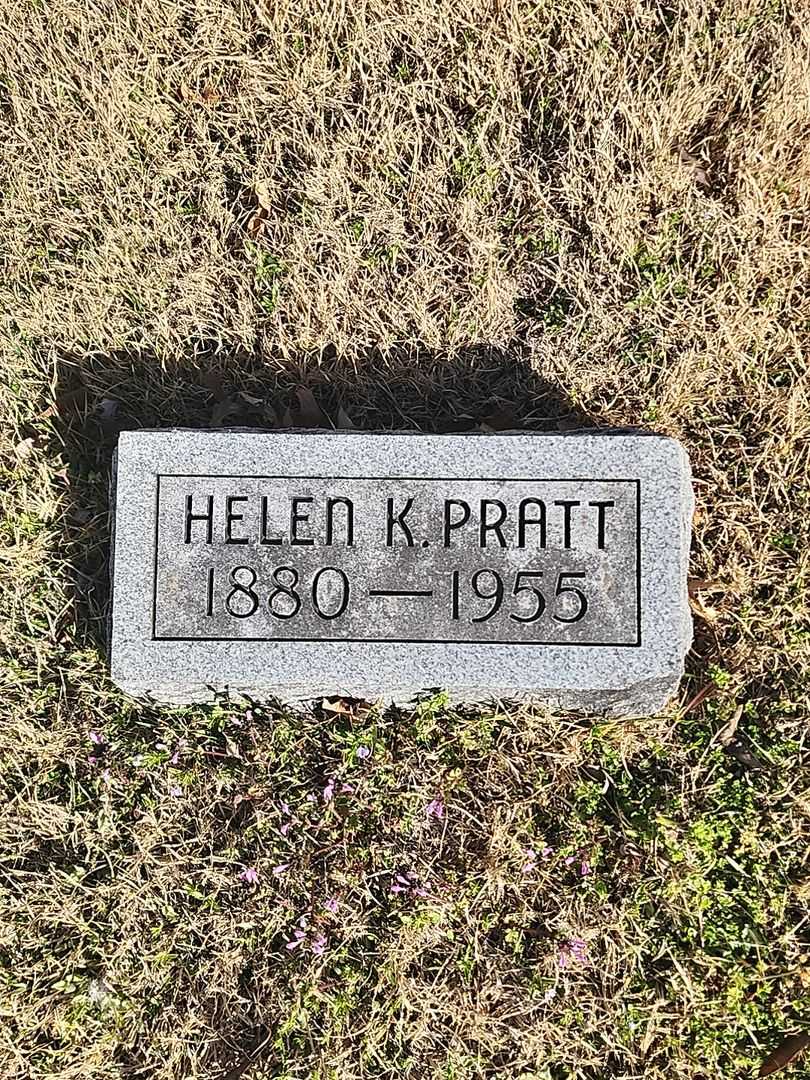 HELEN K. PRATT
1880 — 1955